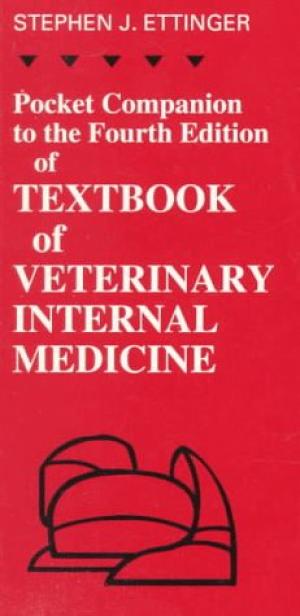 STEPHEN J. ETTINGER
Pocket Companion
to the Fourth Edition
of
TEXTBOOK
of
VETERINARY
INTERNAL
MEDICINE